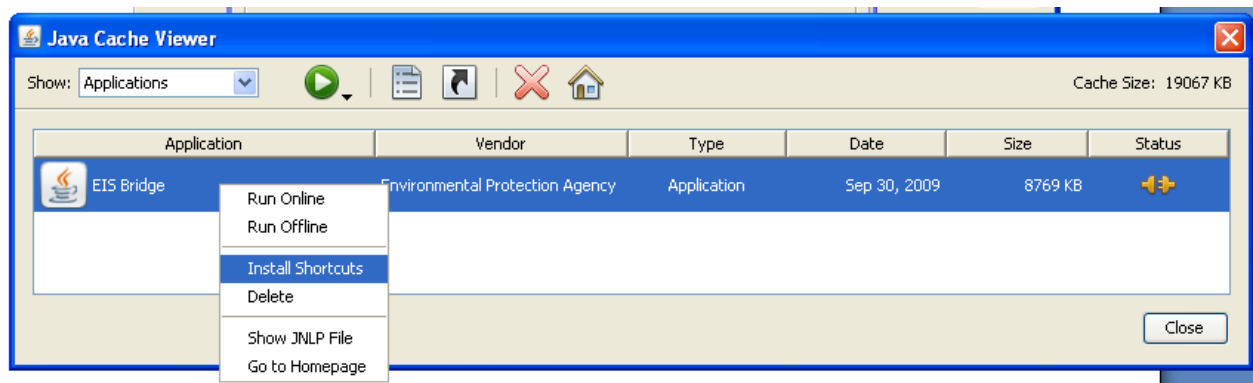 Java Cache Viewer
Show: Applications
Cache Size: 19067 KB
Application Vendor Type Date Size Status
EIS Bridge Environmental Protection Agency Application Sep 30, 2009 8769 KB
Run Online
Run Offline
Install Shortcuts
Delete
Show JNLP File
Go to Homepage
Close